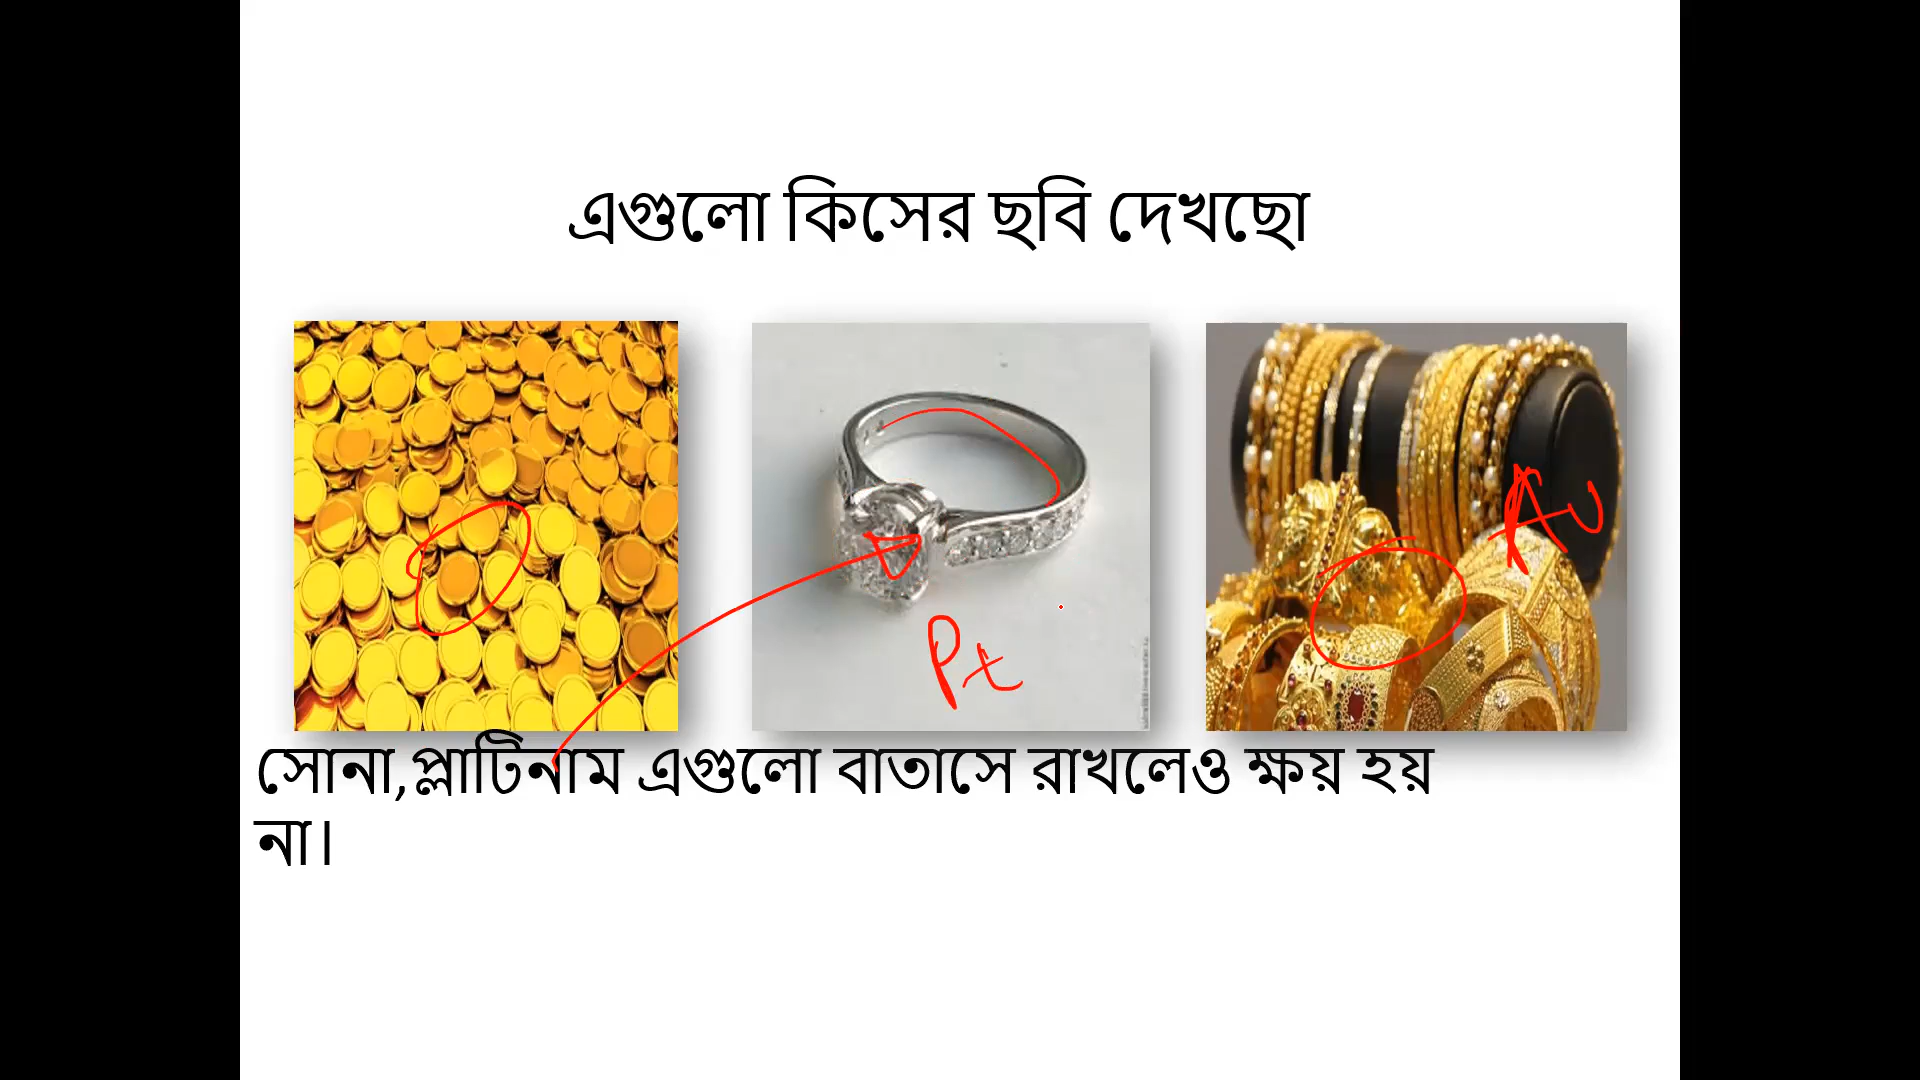 এগুলো কিসের ছবি দেখছো
Au
Pt
সোনা,প্লাটিনাম এগুলো বাতাসে রাখলেও ক্ষয় হয়
না।